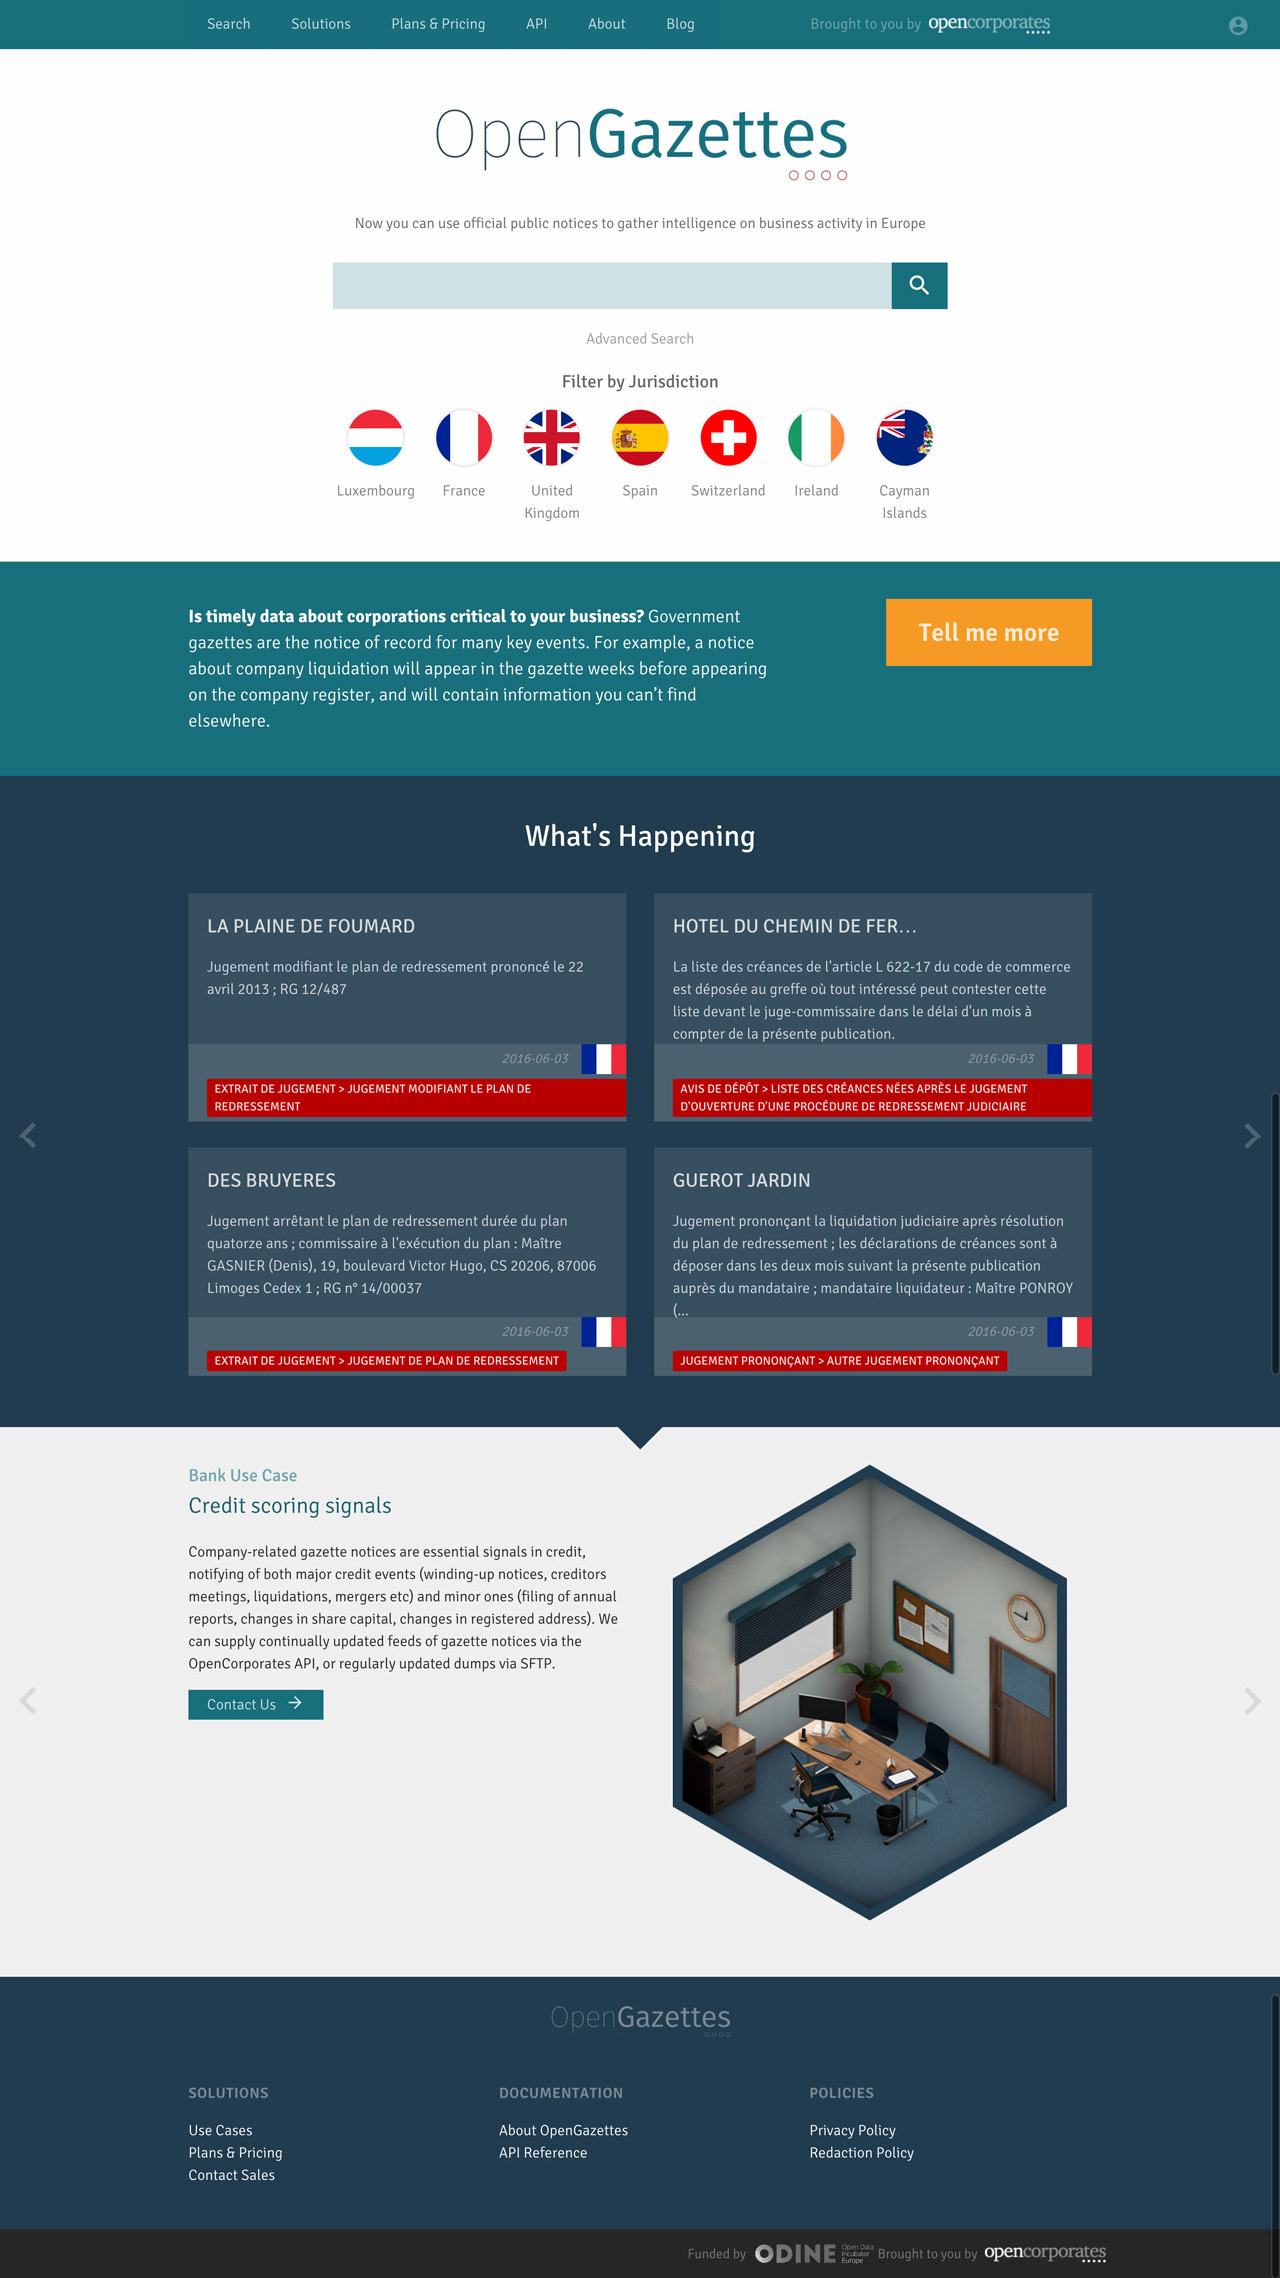 Search Solutions Plans & Pricing API About Blog Brought to you by opencorporates
OpenGazettes
Now you can use official public notices to gather intelligence on business activity in Europe
Advanced Search
Filter by Jurisdiction
Luxembourg France United Kingdom Spain Switzerland Ireland Cayman Islands
Is timely data about corporations critical to your business? Government
gazettes are the notice of record for many key events. For example, a notice
about company liquidation will appear in the gazette weeks before appearing
on the company register, and will contain information you can’t find
elsewhere.
Tell me more
What's Happening
LA PLAINE DE FOUMARD
Jugement modifiant le plan de redressement prononcé le 22
avril 2013 ; RG 12/487
2016-06-03
EXTRAIT DE JUGEMENT > JUGEMENT MODIFIANT LE PLAN DE
REDRESSEMENT
HOTEL DU CHEMIN DE FER...
La liste des créances de l'article L 622-17 du code de commerce
est déposée au greffe où tout intéressé peut contester cette
liste devant le juge-commissaire dans le délai d'un mois à
compter de la présente publication.
2016-06-03
AVIS DE DÉPÔT > LISTE DES CRÉANCES NÉES APRÈS LE JUGEMENT
D'OUVERTURE D'UNE PROCÉDURE DE REDRESSEMENT JUDICIAIRE
DES BRUYERES
Jugement arrêtant le plan de redressement durée du plan
quatorze ans ; commissaire à l'exécution du plan : Maître
GASNIER (Denis), 19, boulevard Victor Hugo, CS 20206, 87006
Limoges Cedex 1 ; RG n° 14/00037
2016-06-03
EXTRAIT DE JUGEMENT > JUGEMENT DE PLAN DE REDRESSEMENT
GUEROT JARDIN
Jugement prononçant la liquidation judiciaire après résolution
du plan de redressement ; les déclarations de créances sont à
déposer dans les deux mois suivant la présente publication
auprès du mandataire ; mandataire liquidateur : Maître PONROY
(...
2016-06-03
JUGEMENT PRONONÇANT > AUTRE JUGEMENT PRONONÇANT
Bank Use Case
Credit scoring signals
Company-related gazette notices are essential signals in credit,
notifying of both major credit events (winding-up notices, creditors
meetings, liquidations, mergers etc) and minor ones (filing of annual
reports, changes in share capital, changes in registered address). We
can supply continually updated feeds of gazette notices via the
OpenCorporates API, or regularly updated dumps via SFTP.
Contact Us
OpenGazettes
SOLUTIONS
Use Cases
Plans & Pricing
Contact Sales
DOCUMENTATION
About OpenGazettes
API Reference
POLICIES
Privacy Policy
Redaction Policy
Funded by ODINE Open Data Incubator Europe Brought to you by opencorporates